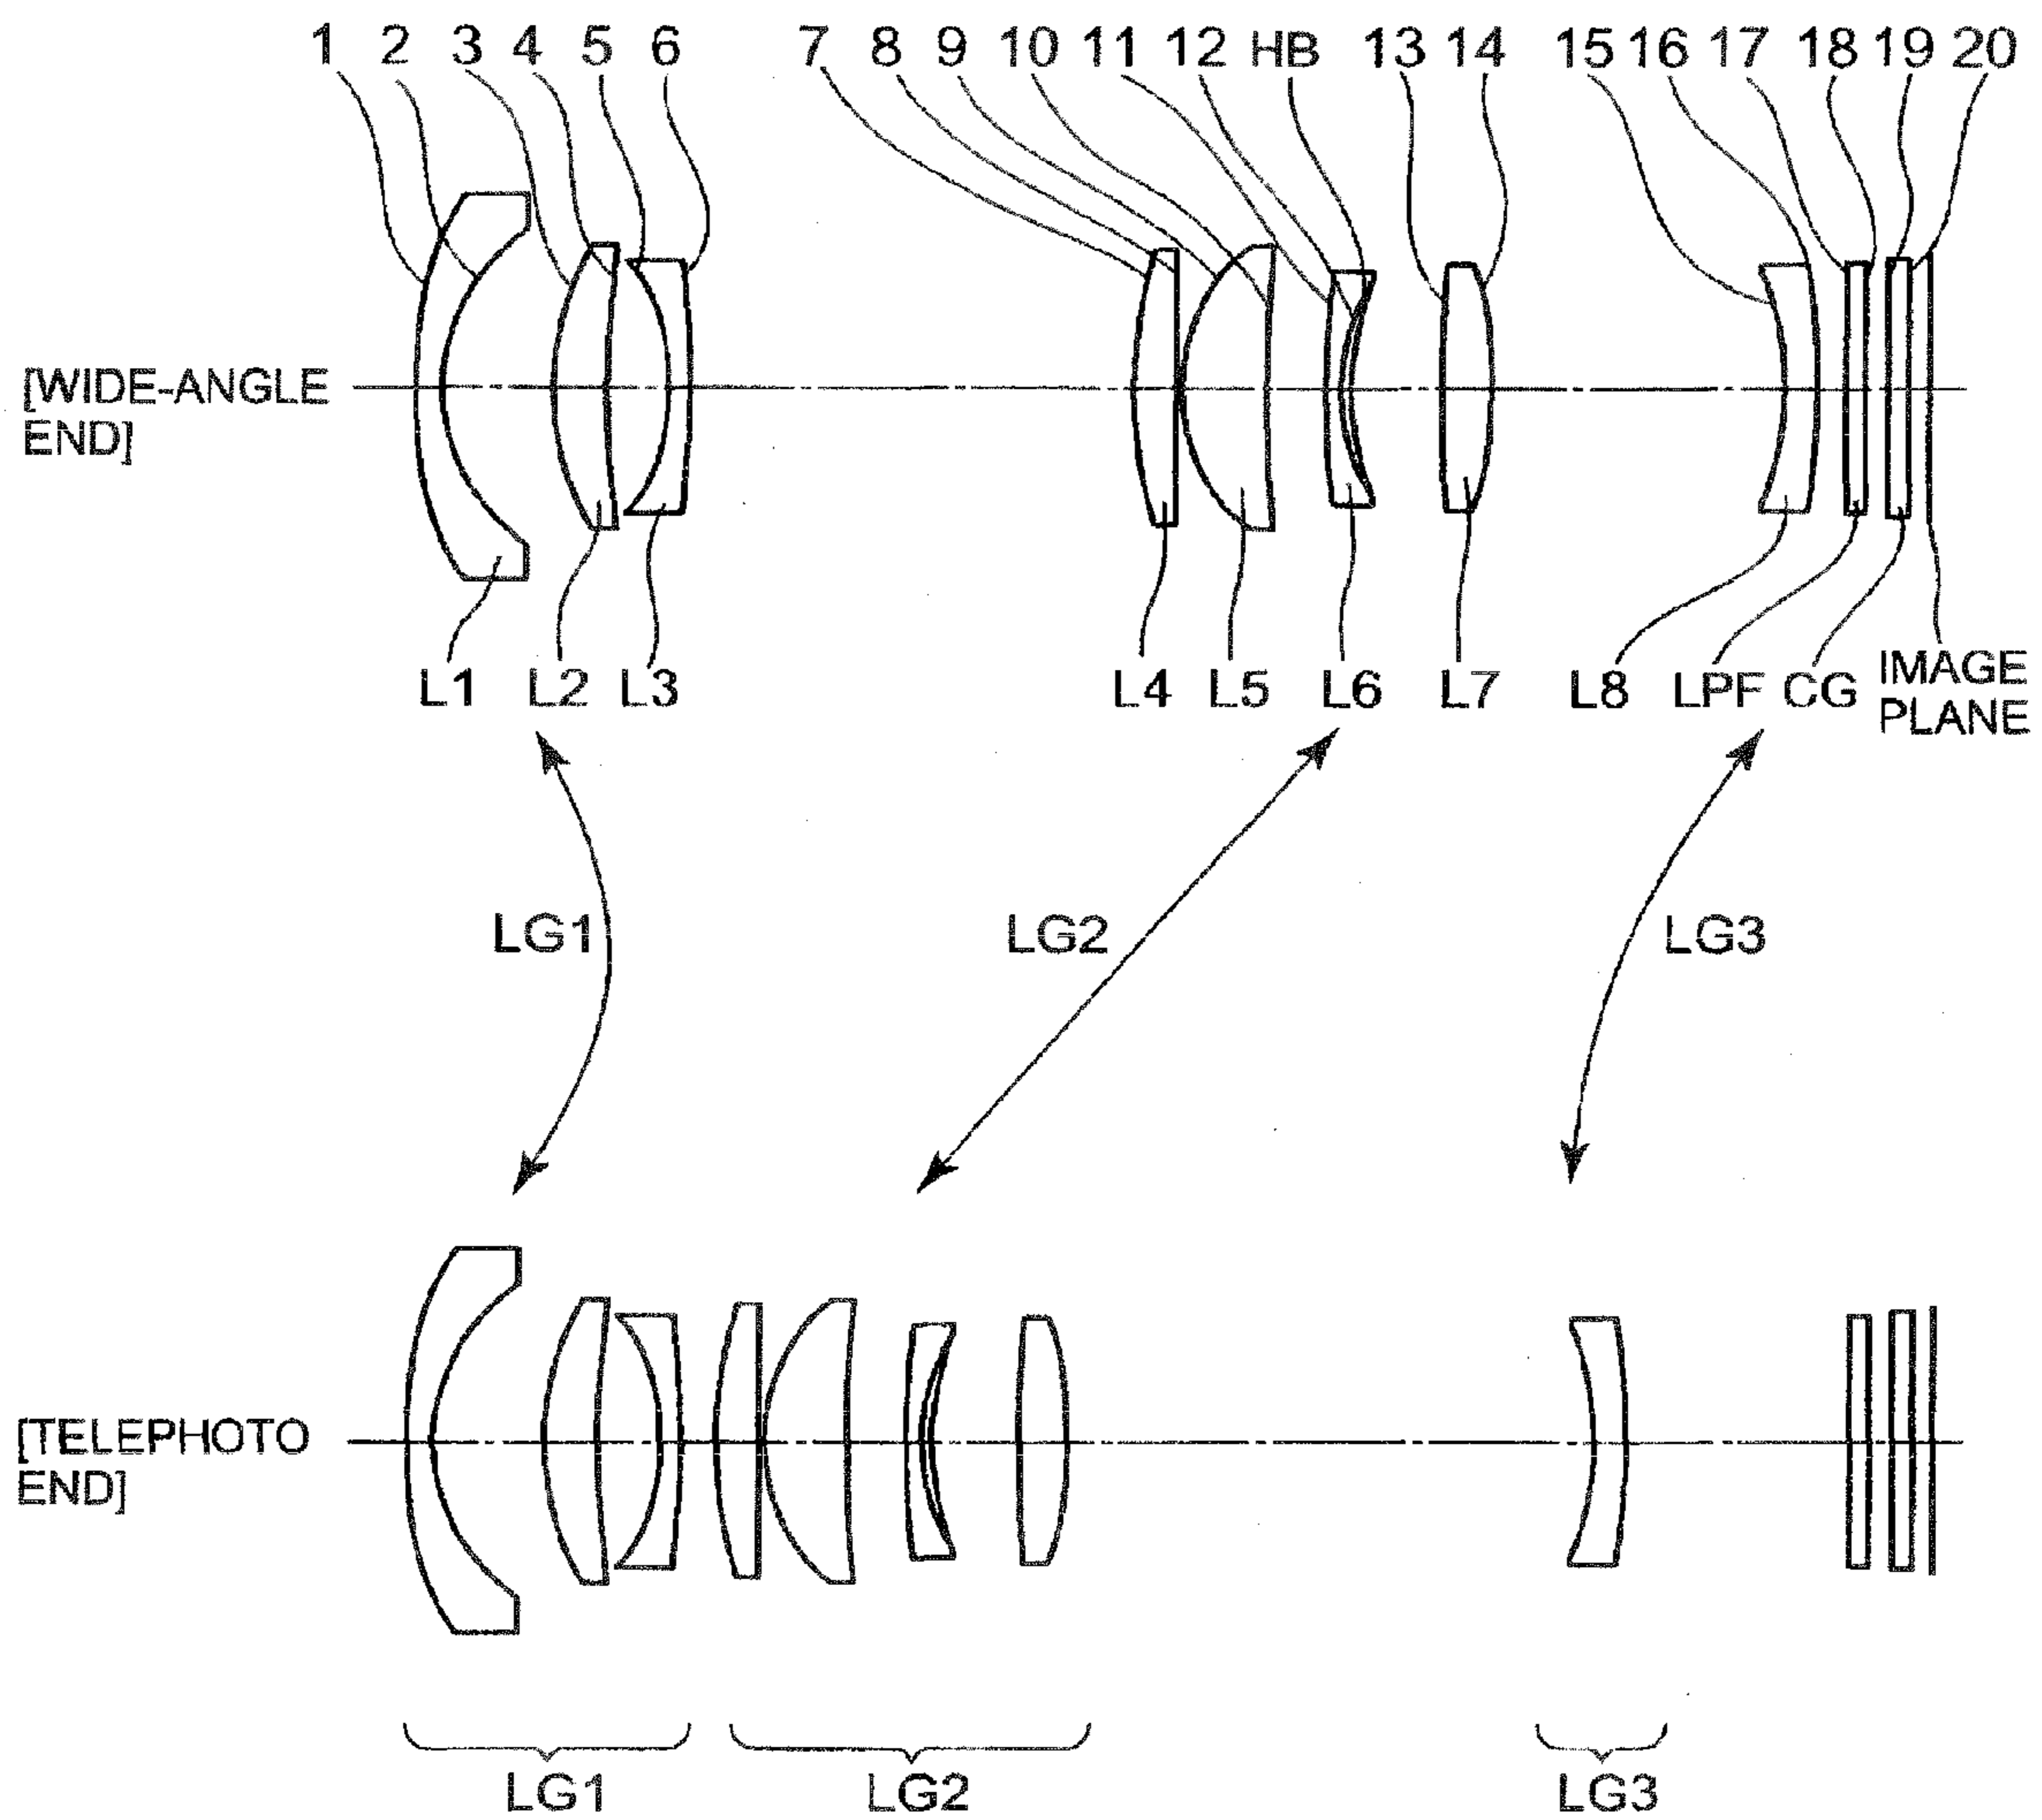 1 2 3 4 5 6 7 8 9 10 11 12 HB 13 14 15 16 17 18 19 20
[WIDE-ANGLE
END]
L1 L2 L3 L4 L5 L6 L7 L8 LPF CG IMAGE
PLANE
LG1 LG2 LG3
[TELEPHOTO
END]
LG1 LG2 LG3